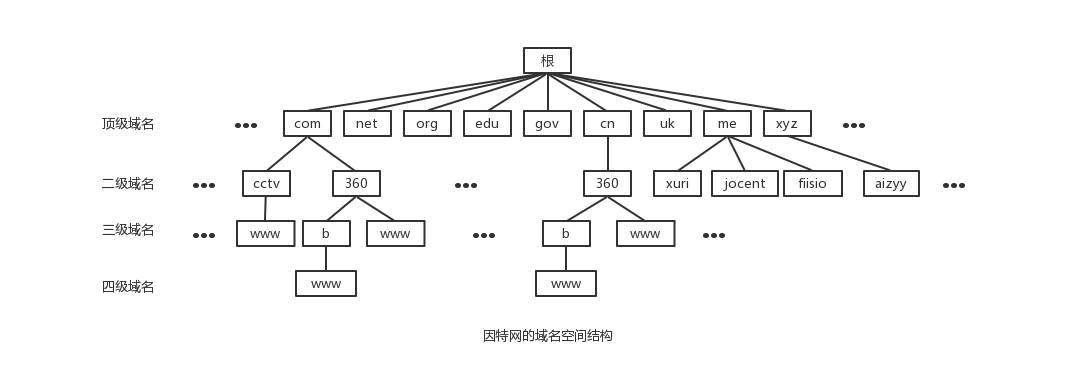 根
顶级域名 ••• com net org edu gov cn uk me xyz •••
二级域名 ••• cctv 360 ••• 360 xuri jocent fiisio aizyy •••
三级域名 ••• www b www ••• b www •••
四级域名 www www
因特网的域名空间结构